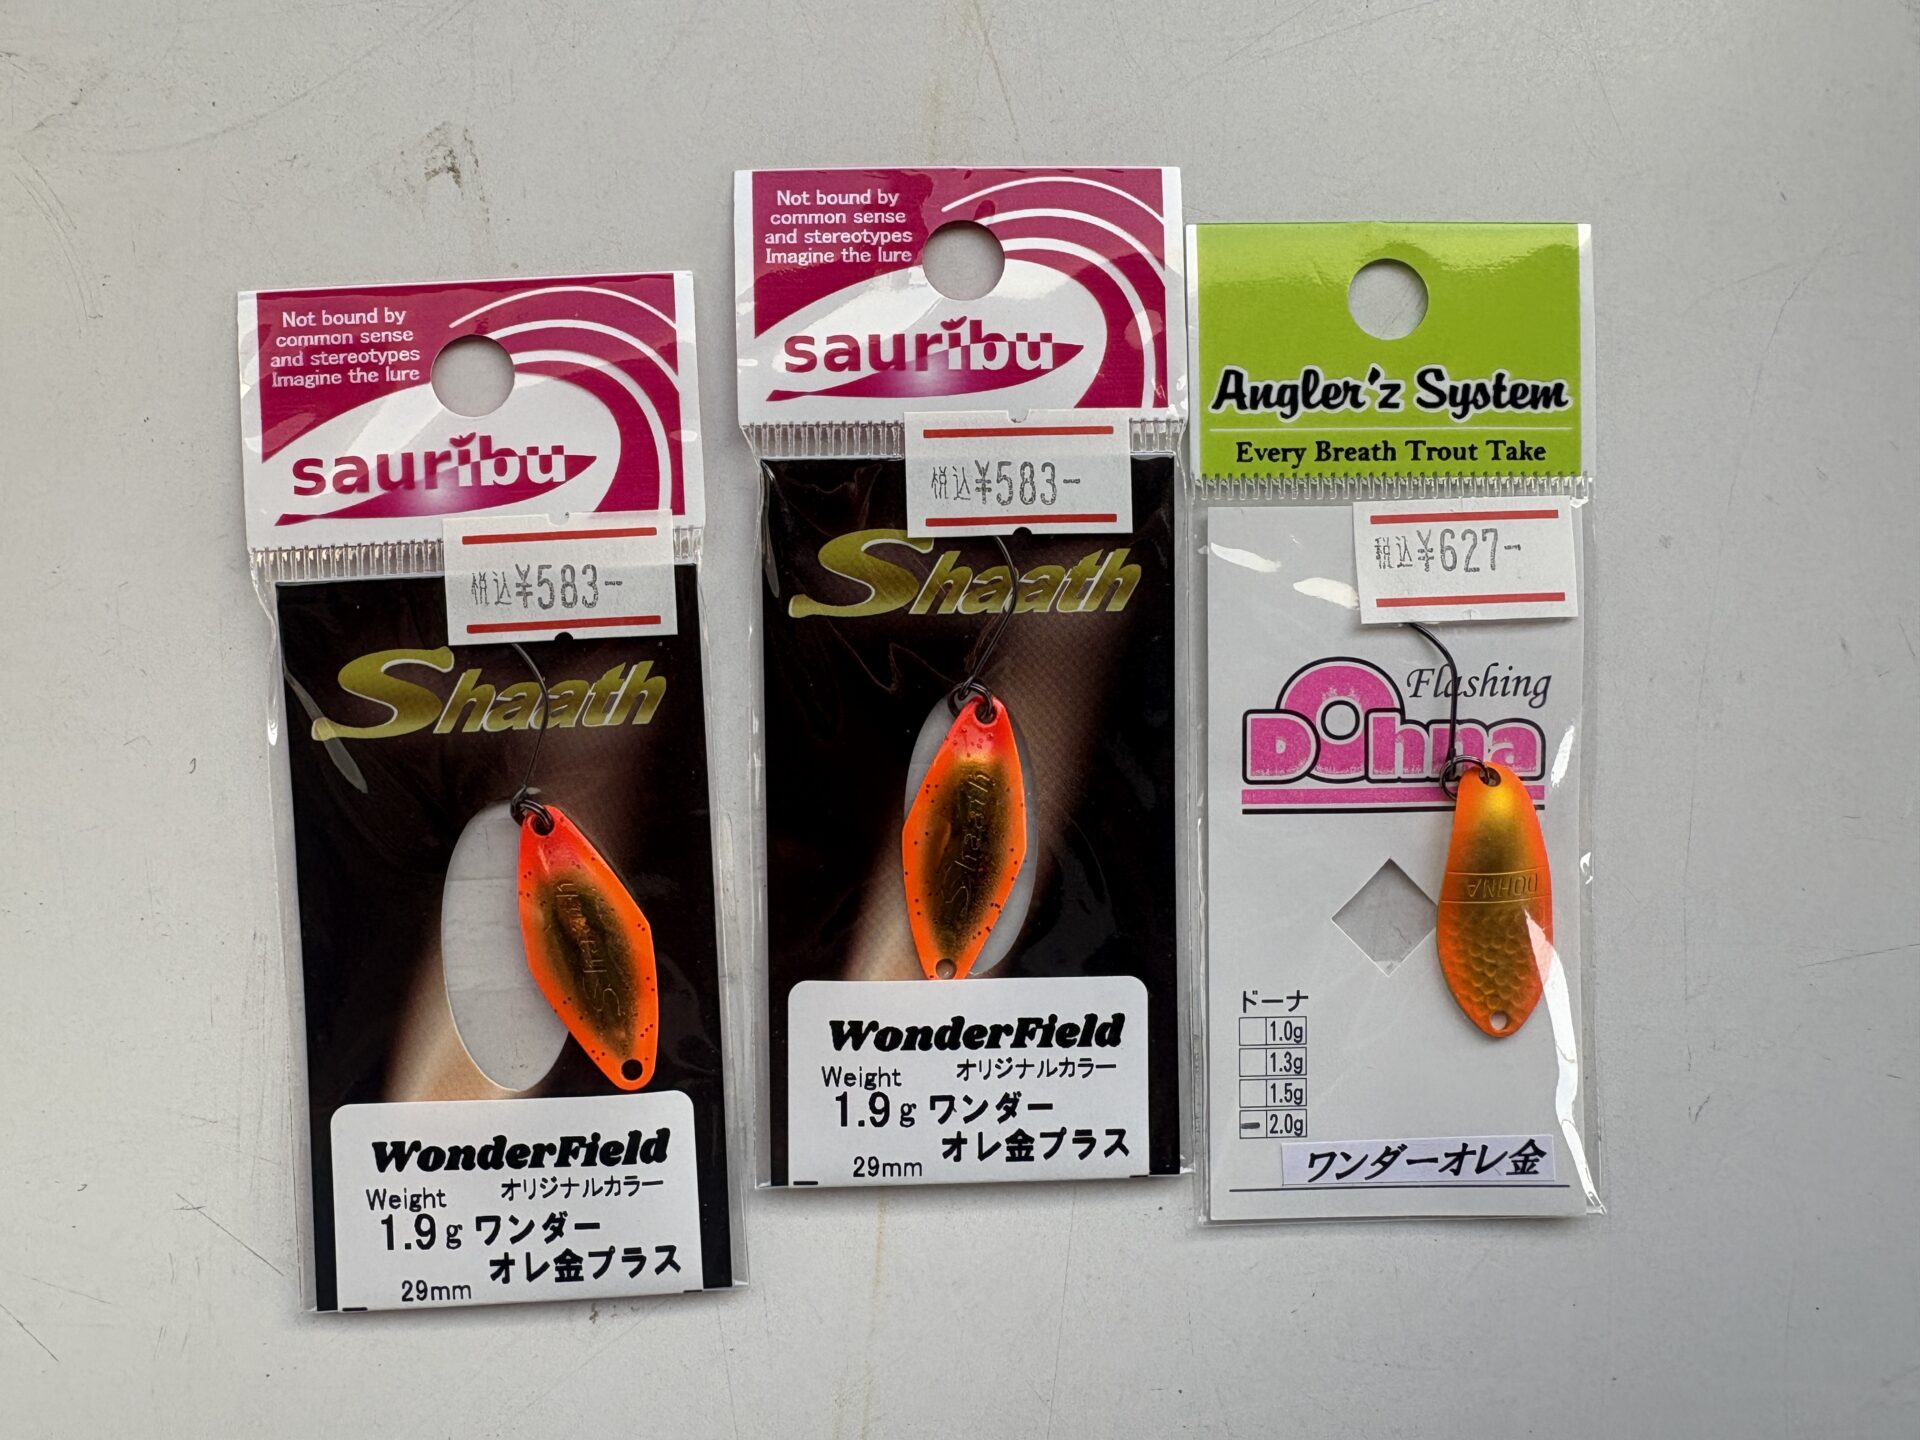 Not bound by
common sense
and stereotypes
Imagine the lure
sauribu
税込¥583-
Shaath
Shaath
WonderField
オリジナルカラー
Weight
1.9g ワンダー
オレ金プラス
29mm
Not bound by
common sense
and stereotypes
Imagine the lure
sauribu
税込¥583-
Shaath
Shaath
WonderField
オリジナルカラー
Weight
1.9g ワンダー
オレ金プラス
29mm
Angler'z System
Every Breath Trout Take
税込¥627-
Flashing
Dohna
DOHNA
ドーナ
1.0g
1.3g
1.5g
2.0g
ワンダーオレ金